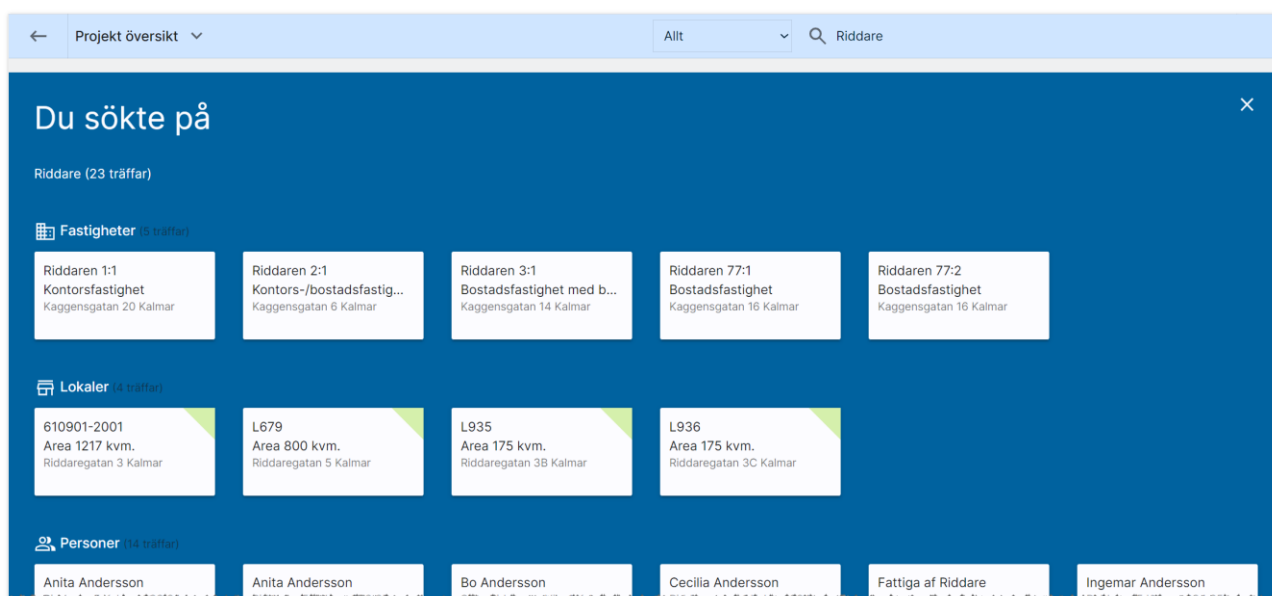 Projekt översikt
Allt
Riddare
Du sökte på
Riddare (23 träffar)
Fastigheter (5 träffar)
Riddaren 1:1
Kontorsfastighet
Kaggensgatan 20 Kalmar
Riddaren 2:1
Kontors-/bostadsfastig...
Kaggensgatan 6 Kalmar
Riddaren 3:1
Bostadsfastighet med b...
Kaggensgatan 14 Kalmar
Riddaren 77:1
Bostadsfastighet
Kaggensgatan 16 Kalmar
Riddaren 77:2
Bostadsfastighet
Kaggensgatan 16 Kalmar
Lokaler (4 träffar)
610901-2001
Area 1217 kvm.
Riddaregatan 3 Kalmar
L679
Area 800 kvm.
Riddaregatan 5 Kalmar
L935
Area 175 kvm.
Riddaregatan 3B Kalmar
L936
Area 175 kvm.
Riddaregatan 3C Kalmar
Personer (14 träffar)
Anita Andersson
Anita Andersson
Bo Andersson
Cecilia Andersson
Fattiga af Riddare
Ingemar Andersson